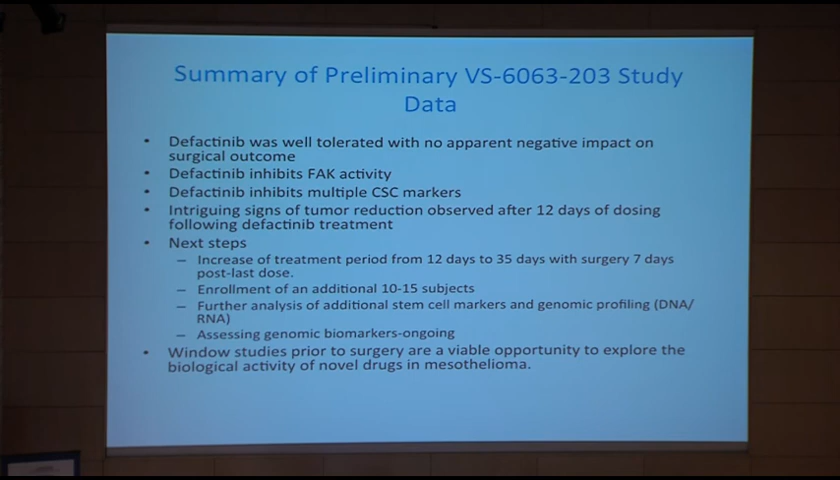 Summary of Preliminary VS-6063-203 Study
Data
• Defactinib was well tolerated with no apparent negative impact on
surgical outcome
• Defactinib inhibits FAK activity
• Defactinib inhibits multiple CSC markers
• Intriguing signs of tumor reduction observed after 12 days of dosing
following defactinib treatment
• Next steps
– Increase of treatment period from 12 days to 35 days with surgery 7 days
post-last dose.
– Enrollment of an additional 10-15 subjects
– Further analysis of additional stem cell markers and genomic profiling (DNA/
RNA)
– Assessing genomic biomarkers-ongoing
• Window studies prior to surgery are a viable opportunity to explore the
biological activity of novel drugs in mesothelioma.